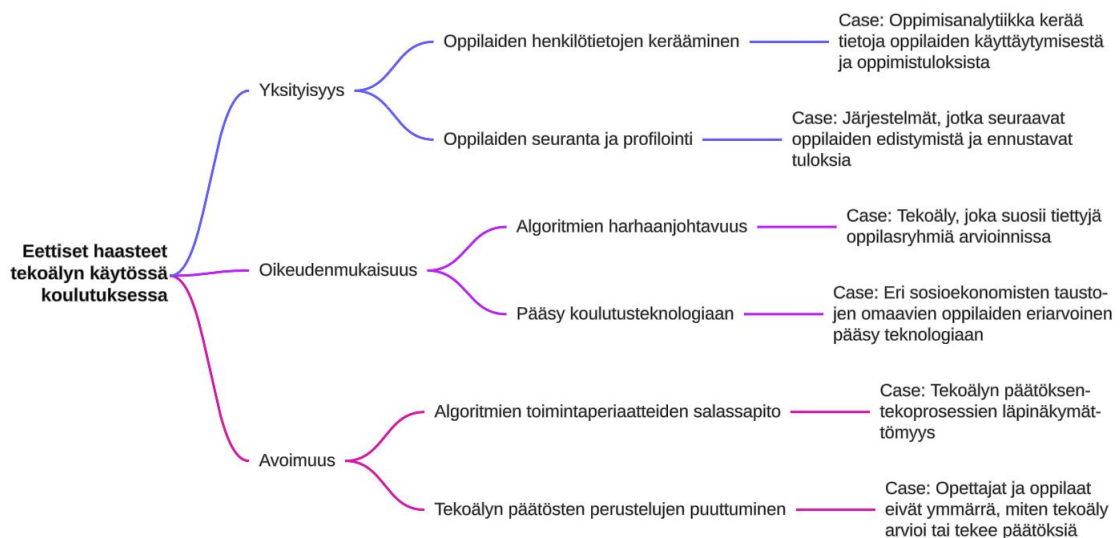 Eettiset haasteet
tekoälyn käytössä
koulutuksessa
Yksityisyys
Oppilaiden henkilötietojen kerääminen
Case: Oppimisanalytiikka kerää
tietoja oppilaiden käyttäytymisestä
ja oppimistuloksista
Oppilaiden seuranta ja profilointi
Case: Järjestelmät, jotka seuraavat
oppilaiden edistymistä ja ennustavat
tuloksia
Oikeudenmukaisuus
Algoritmien harhaanjohtavuus
Case: Tekoäly, joka suosii tiettyjä
oppilasryhmiä arvioinnissa
Pääsy koulutusteknologiaan
Case: Eri sosioekonomisten tausto-
jen omaavien oppilaiden eriarvoinen
pääsy teknologiaan
Avoimuus
Algoritmien toimintaperiaatteiden salassapito
Case: Tekoälyn päätöksen-
tekoprosessien läpinäkymät-
tömyys
Tekoälyn päätösten perustelujen puuttuminen
Case: Opettajat ja oppilaat
eivät ymmärrä, miten tekoäly
arvioi tai tekee päätöksiä